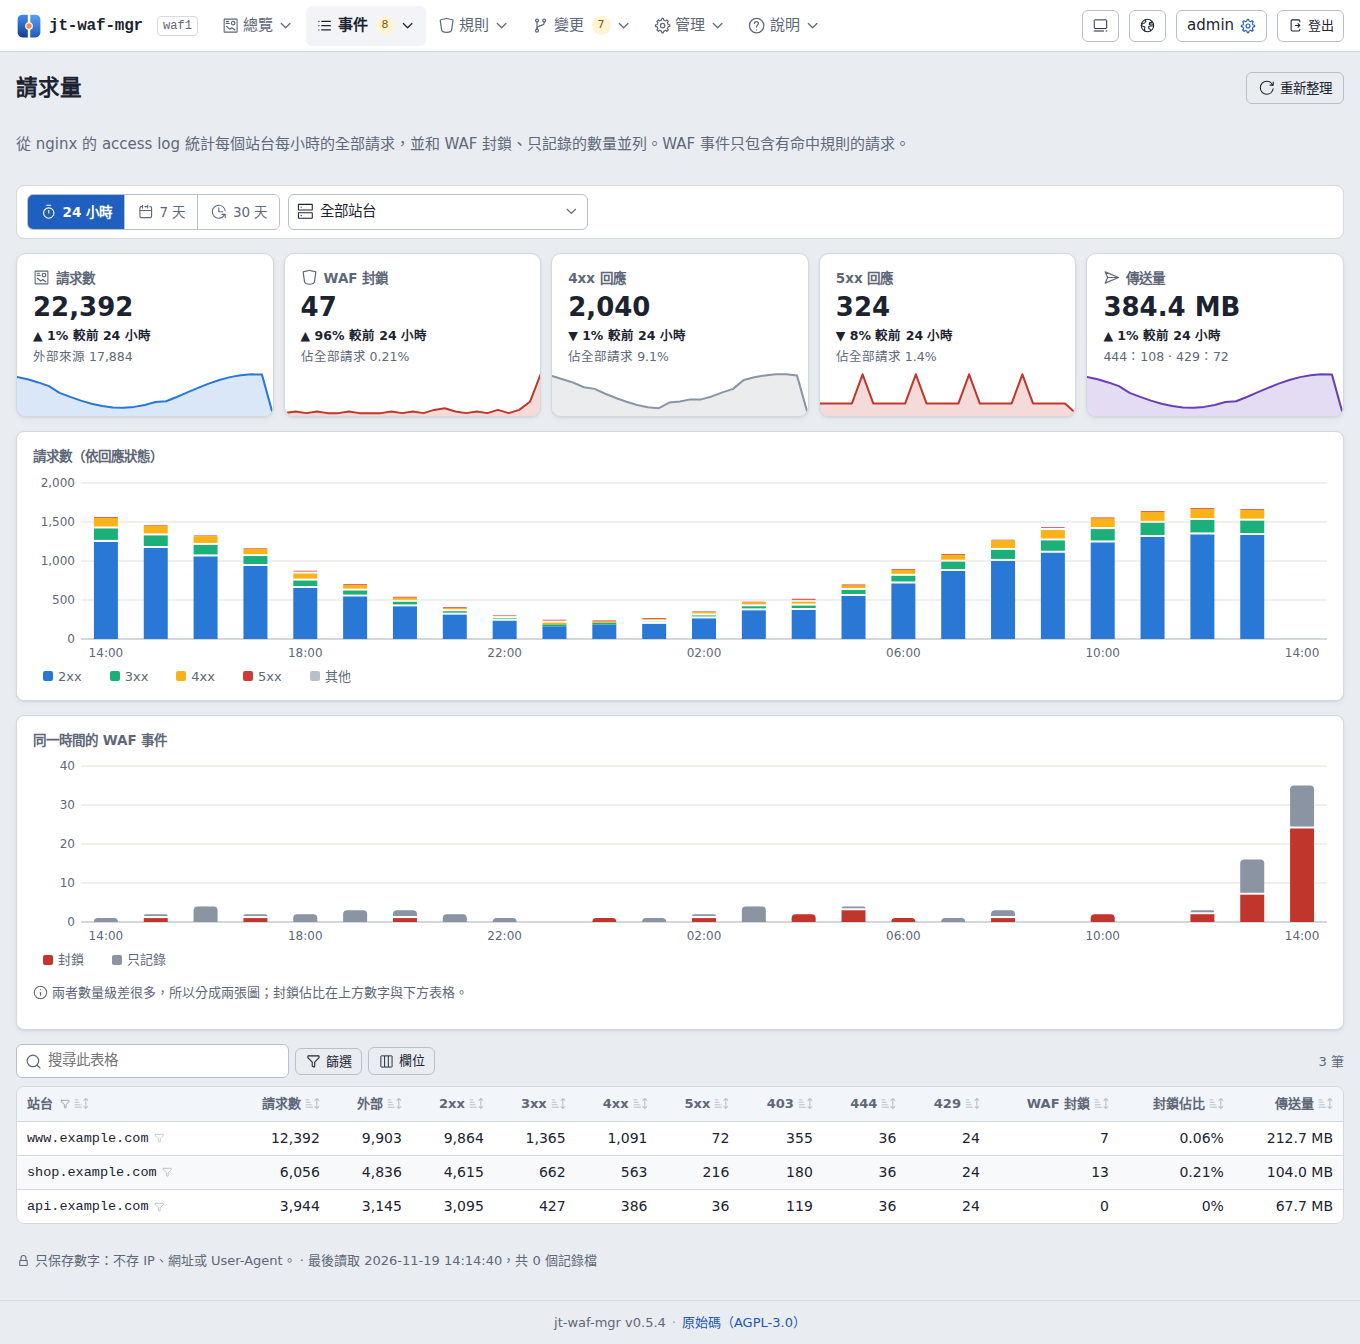 jt-waf-mgr waf1 總覽 事件 8 規則 變更 7 管理 說明 admin 登出
請求量
重新整理
從 nginx 的 access log 統計每個站台每小時的全部請求，並和 WAF 封鎖、只記錄的數量並列。WAF 事件只包含有命中規則的請求。
24 小時 7 天 30 天 全部站台
請求數
22,392
▲ 1% 較前 24 小時
外部來源 17,884
WAF 封鎖
47
▲ 96% 較前 24 小時
佔全部請求 0.21%
4xx 回應
2,040
▼ 1% 較前 24 小時
佔全部請求 9.1%
5xx 回應
324
▼ 8% 較前 24 小時
佔全部請求 1.4%
傳送量
384.4 MB
▲ 1% 較前 24 小時
444：108 · 429：72
請求數（依回應狀態）
2,000
1,500
1,000
500
0
14:00 18:00 22:00 02:00 06:00 10:00 14:00
2xx 3xx 4xx 5xx 其他
同一時間的 WAF 事件
40
30
20
10
0
14:00 18:00 22:00 02:00 06:00 10:00 14:00
封鎖 只記錄
兩者數量級差很多，所以分成兩張圖；封鎖佔比在上方數字與下方表格。
搜尋此表格 篩選 欄位 3 筆
站台 請求數 外部 2xx 3xx 4xx 5xx 403 444 429 WAF 封鎖 封鎖佔比 傳送量
www.example.com 12,392 9,903 9,864 1,365 1,091 72 355 36 24 7 0.06% 212.7 MB
shop.example.com 6,056 4,836 4,615 662 563 216 180 36 24 13 0.21% 104.0 MB
api.example.com 3,944 3,145 3,095 427 386 36 119 36 24 0 0% 67.7 MB
只保存數字：不存 IP、網址或 User-Agent。 · 最後讀取 2026-11-19 14:14:40，共 0 個記錄檔
jt-waf-mgr v0.5.4 · 原始碼（AGPL-3.0）